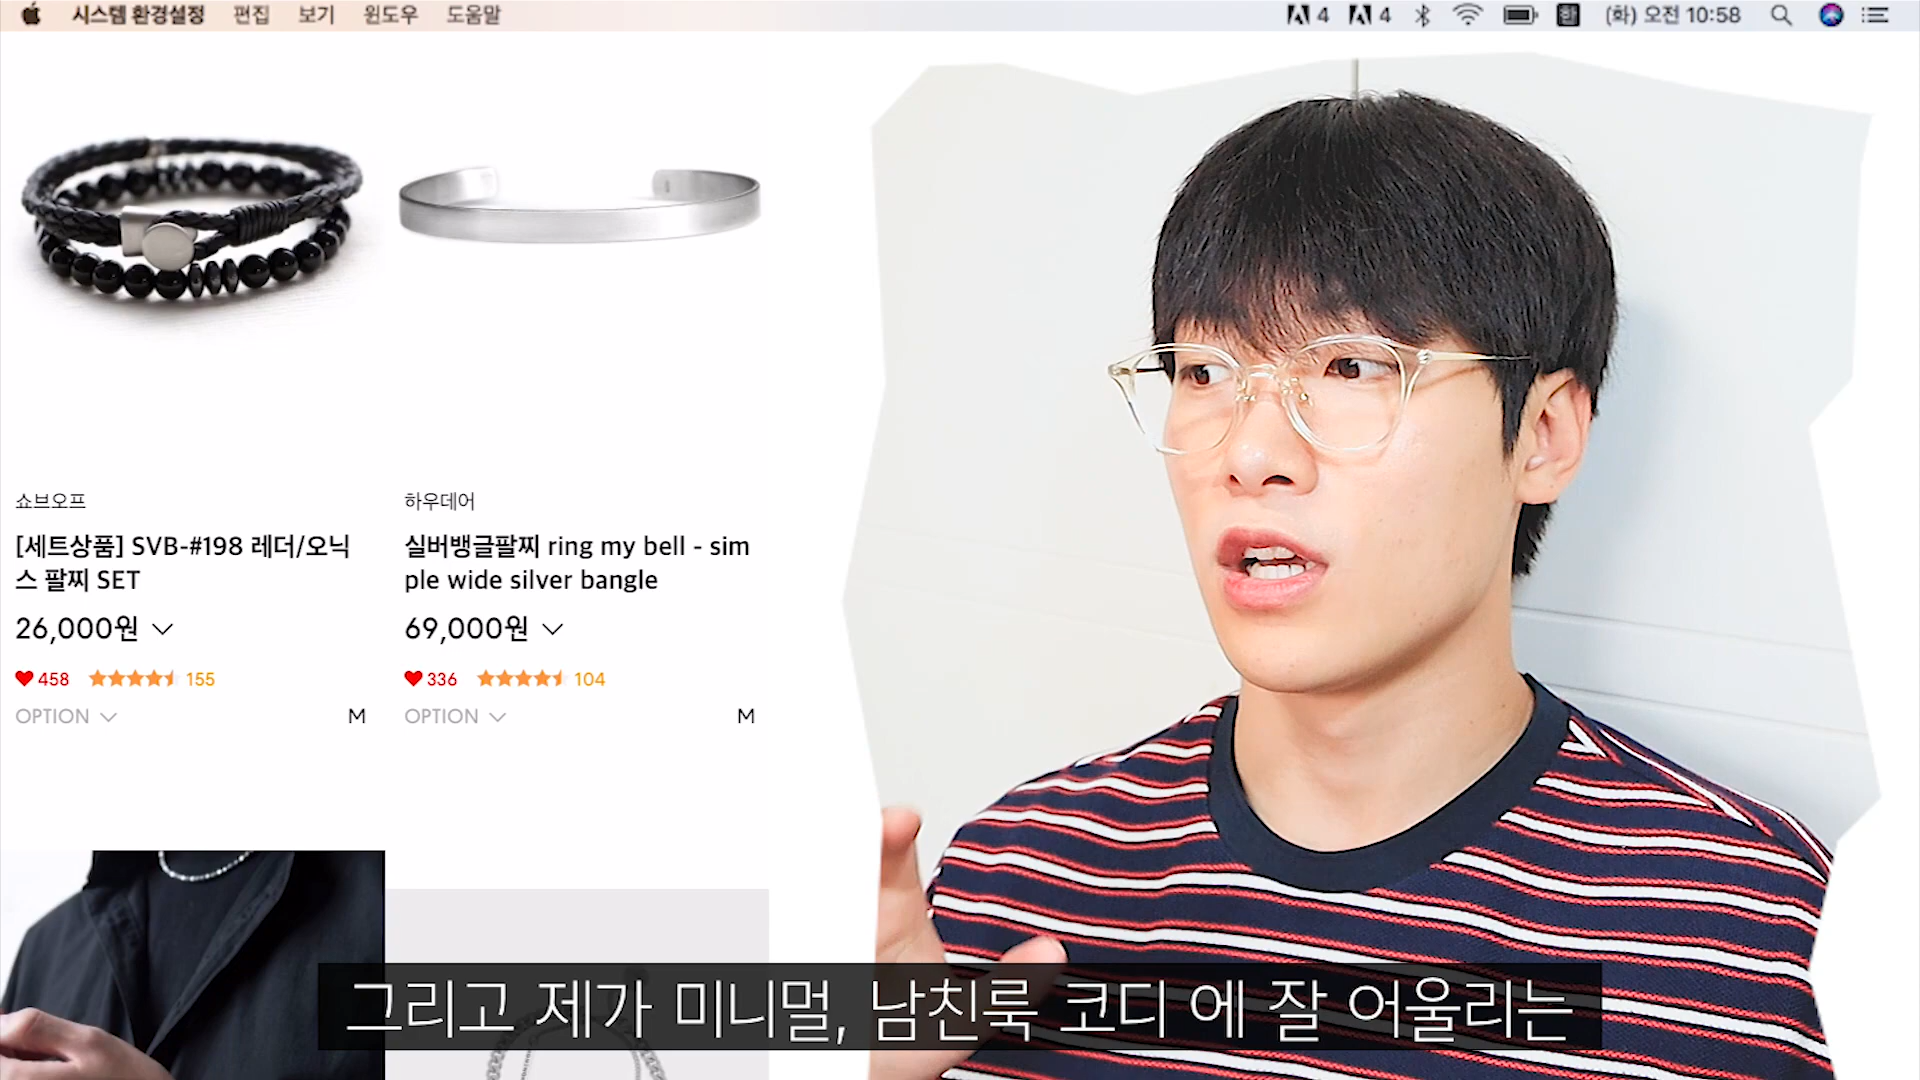 시스템 환경설정 편집 보기 윈도우 도움말 4 4 한 (화) 오전 10:58
쇼브오프
[세트상품] SVB-#198 레더/오닉
스 팔찌 SET
26,000원
458 155
OPTION M
하우데어
실버뱅글팔찌 ring my bell - sim
ple wide silver bangle
69,000원
336 104
OPTION M
그리고 제가 미니멀, 남친룩 코디 에 잘 어울리는